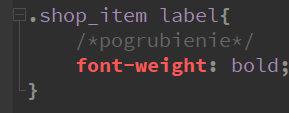 .shop_item label{
/*pogrubienie*/
font-weight: bold;
}